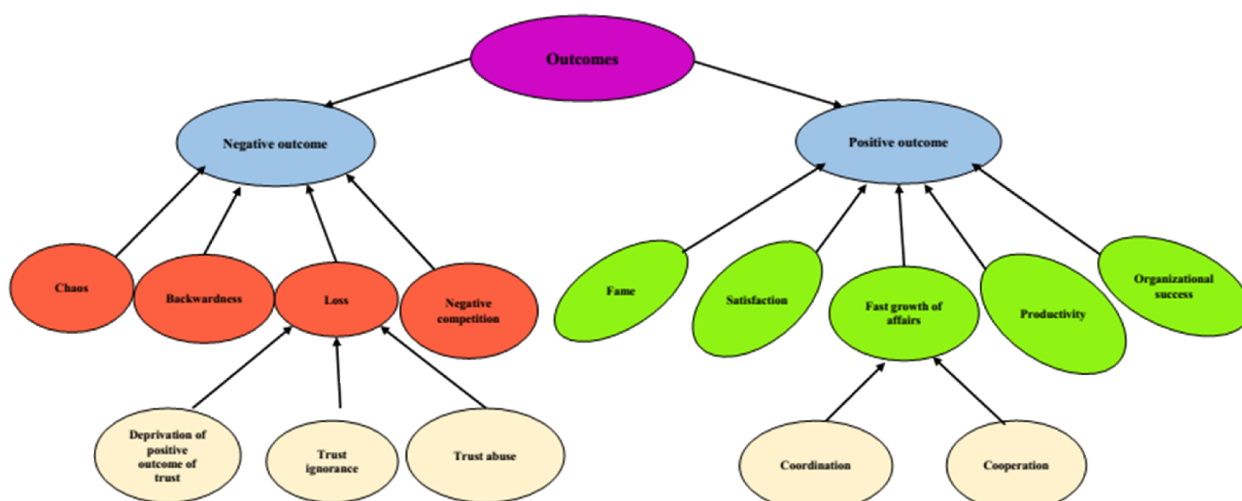 Outcomes
Negative outcome
Positive outcome
Chaos
Backwardness
Loss
Negative
competition
Fame
Satisfaction
Fast growth of
affairs
Productivity
Organizational
success
Deprivation of
positive
outcome of
trust
Trust
ignorance
Trust abuse
Coordination
Cooperation